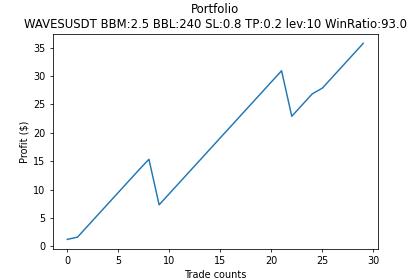 Portfolio
WAVESUSDT BBM:2.5 BBL:240 SL:0.8 TP:0.2 lev:10 WinRatio:93.0
35
30
25
20
15
10
5
0
Profit ($)
0 5 10 15 20 25 30
Trade counts